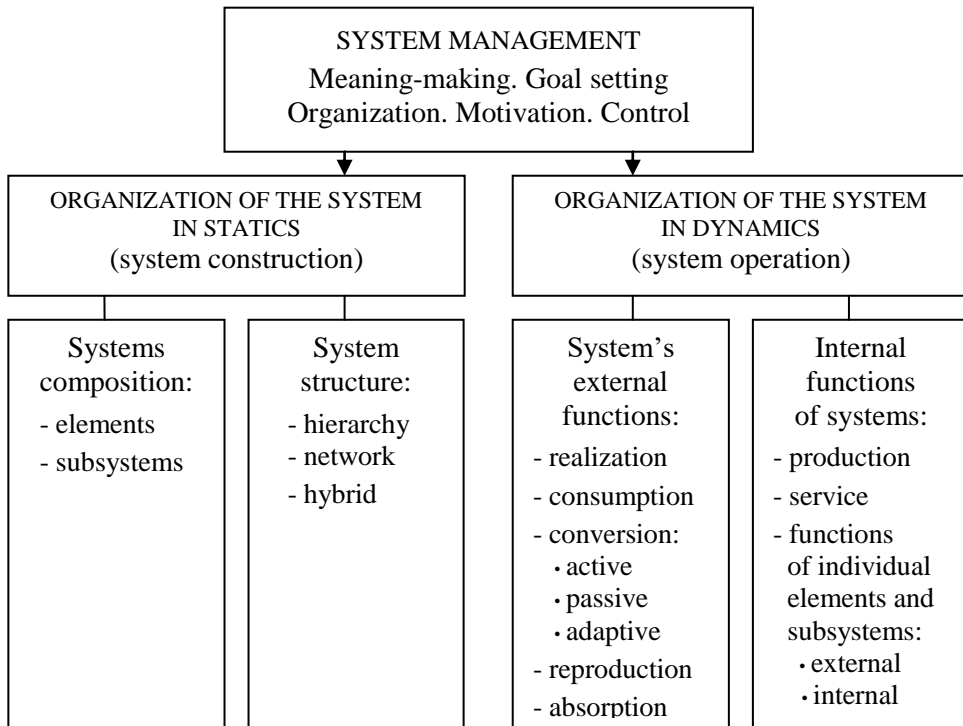 SYSTEM MANAGEMENT
Meaning-making. Goal setting
Organization. Motivation. Control
ORGANIZATION OF THE SYSTEM
IN STATICS
(system construction)
ORGANIZATION OF THE SYSTEM
IN DYNAMICS
(system operation)
Systems
composition:
- elements
- subsystems
System
structure:
- hierarchy
- network
- hybrid
System’s
external
functions:
- realization
- consumption
- conversion:
• active
• passive
• adaptive
- reproduction
- absorption
Internal
functions
of systems:
- production
- service
- functions
of individual
elements and
subsystems:
• external
• internal